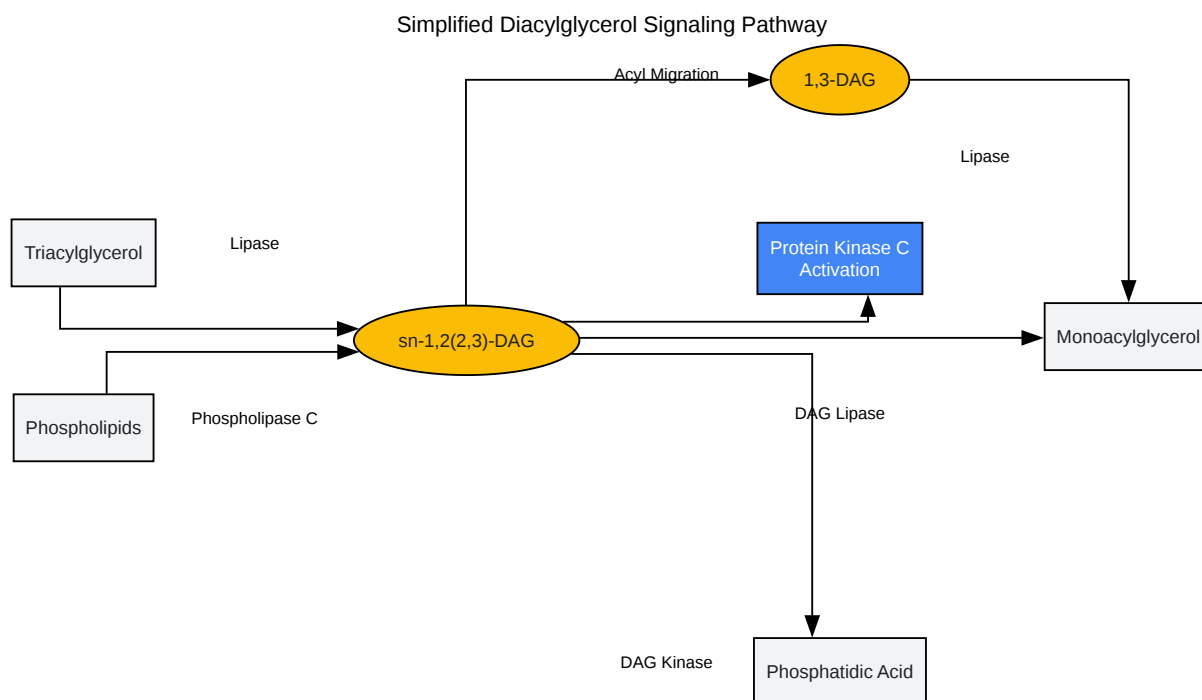 Simplified Diacylglycerol Signaling Pathway
Acyl Migration
1,3-DAG
Lipase
Triacylglycerol
Lipase
Protein Kinase C
Activation
sn-1,2(2,3)-DAG
Monoacylglycerol
Phospholipids
Phospholipase C
DAG Lipase
DAG Kinase
Phosphatidic Acid